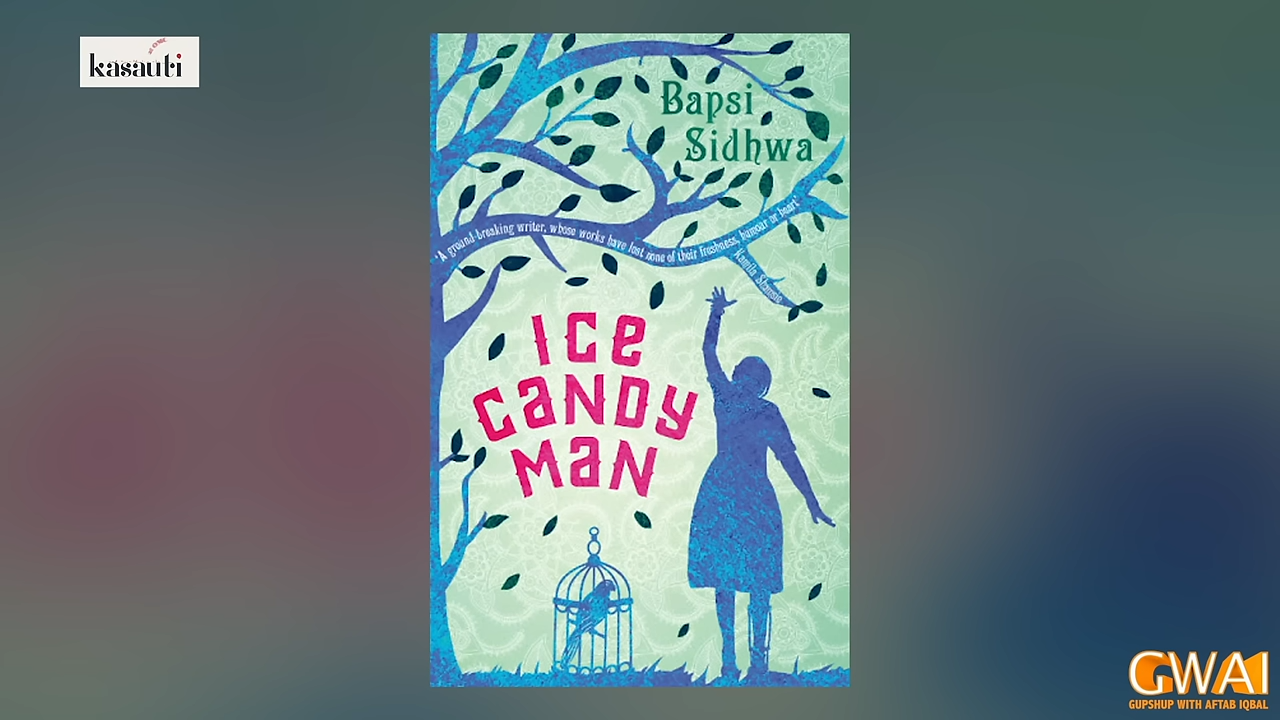 kasauti
Bapsi
Sidhwa
'A ground-breaking writer, whose works have lost none of their freshness, humour or heart'
Kamila Shamsie
ICE
CANDY
MAN
GWAI
GUPSHUP WITH AFTAB IQBAL